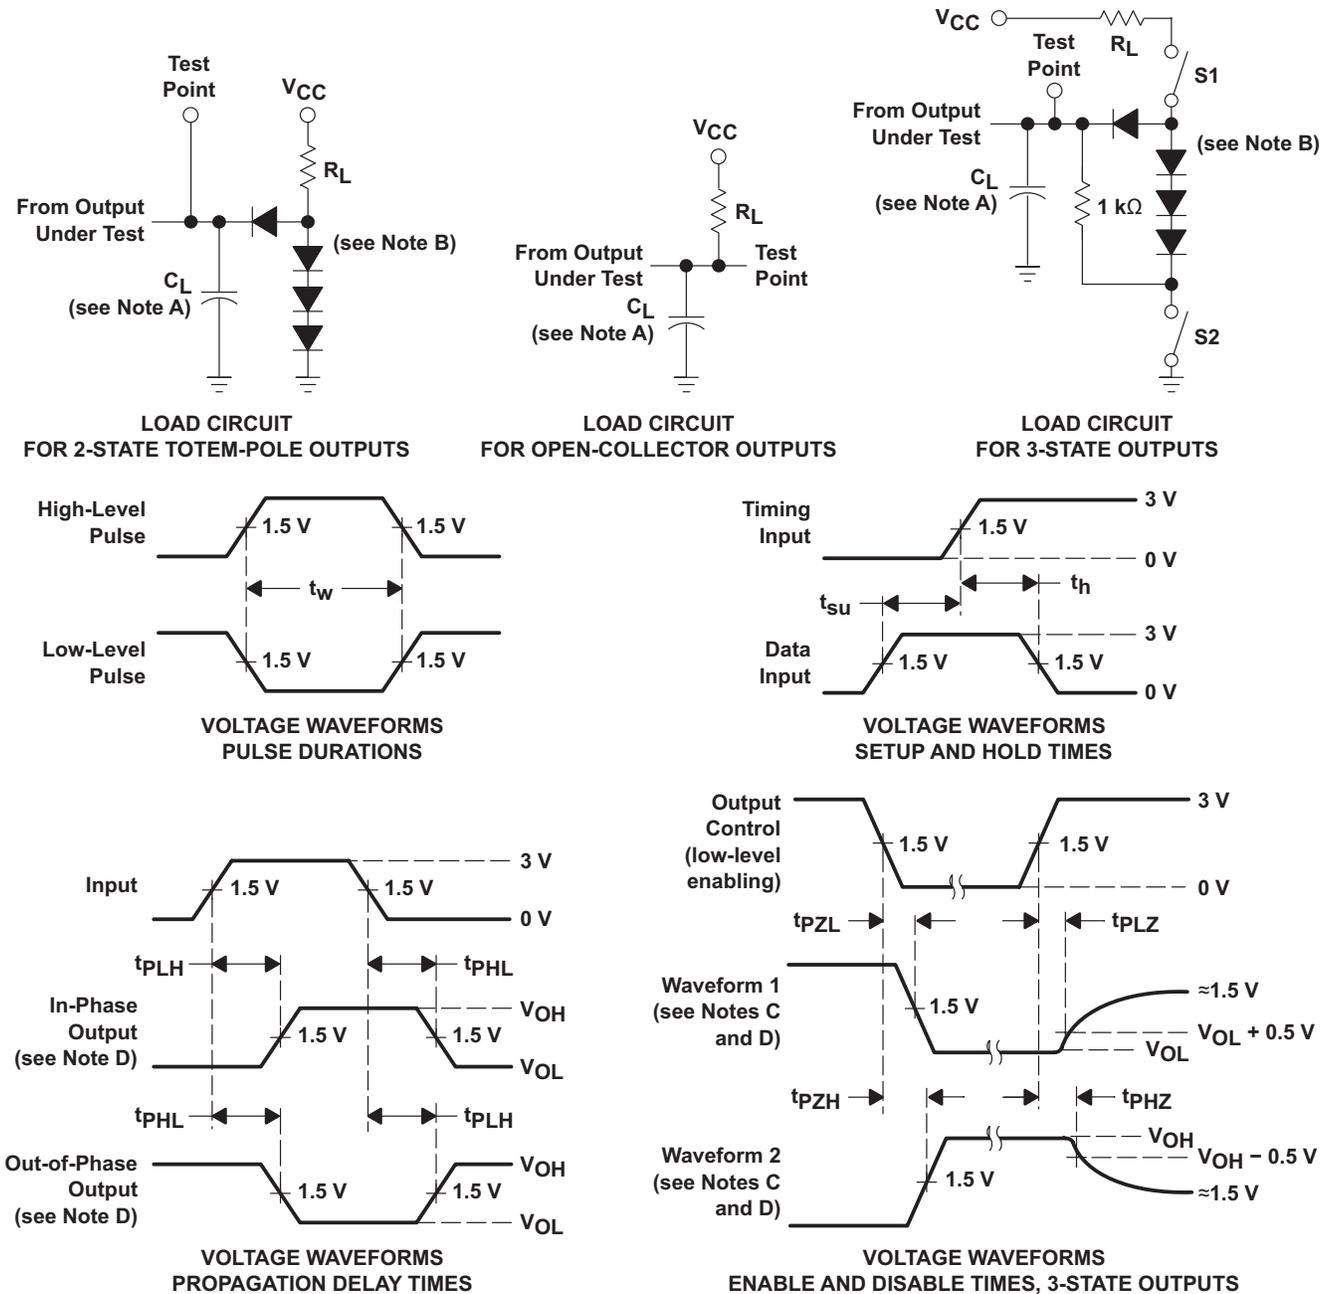 Test
Point
VCC
RL
From Output
Under Test
(see Note B)
CL
(see Note A)
LOAD CIRCUIT
FOR 2-STATE TOTEM-POLE OUTPUTS
VCC
RL
From Output
Under Test
Test
Point
CL
(see Note A)
LOAD CIRCUIT
FOR OPEN-COLLECTOR OUTPUTS
VCC
RL
Test
Point
S1
From Output
Under Test
(see Note B)
CL
(see Note A)
1 kΩ
S2
LOAD CIRCUIT
FOR 3-STATE OUTPUTS
High-Level
Pulse
1.5 V
1.5 V
tw
Low-Level
Pulse
1.5 V
1.5 V
VOLTAGE WAVEFORMS
PULSE DURATIONS
Timing
Input
1.5 V
3 V
0 V
th
tsu
Data
Input
1.5 V
1.5 V
3 V
0 V
VOLTAGE WAVEFORMS
SETUP AND HOLD TIMES
Input
1.5 V
1.5 V
3 V
0 V
tPLH
tPHL
In-Phase
Output
(see Note D)
1.5 V
1.5 V
VOH
VOL
tPHL
tPLH
Out-of-Phase
Output
(see Note D)
1.5 V
1.5 V
VOH
VOL
VOLTAGE WAVEFORMS
PROPAGATION DELAY TIMES
Output
Control
(low-level
enabling)
1.5 V
1.5 V
3 V
0 V
tPZL
tPLZ
Waveform 1
(see Notes C
and D)
1.5 V
≈1.5 V
VOL + 0.5 V
VOL
tPZH
tPHZ
Waveform 2
(see Notes C
and D)
1.5 V
VOH
VOH − 0.5 V
≈1.5 V
VOLTAGE WAVEFORMS
ENABLE AND DISABLE TIMES, 3-STATE OUTPUTS